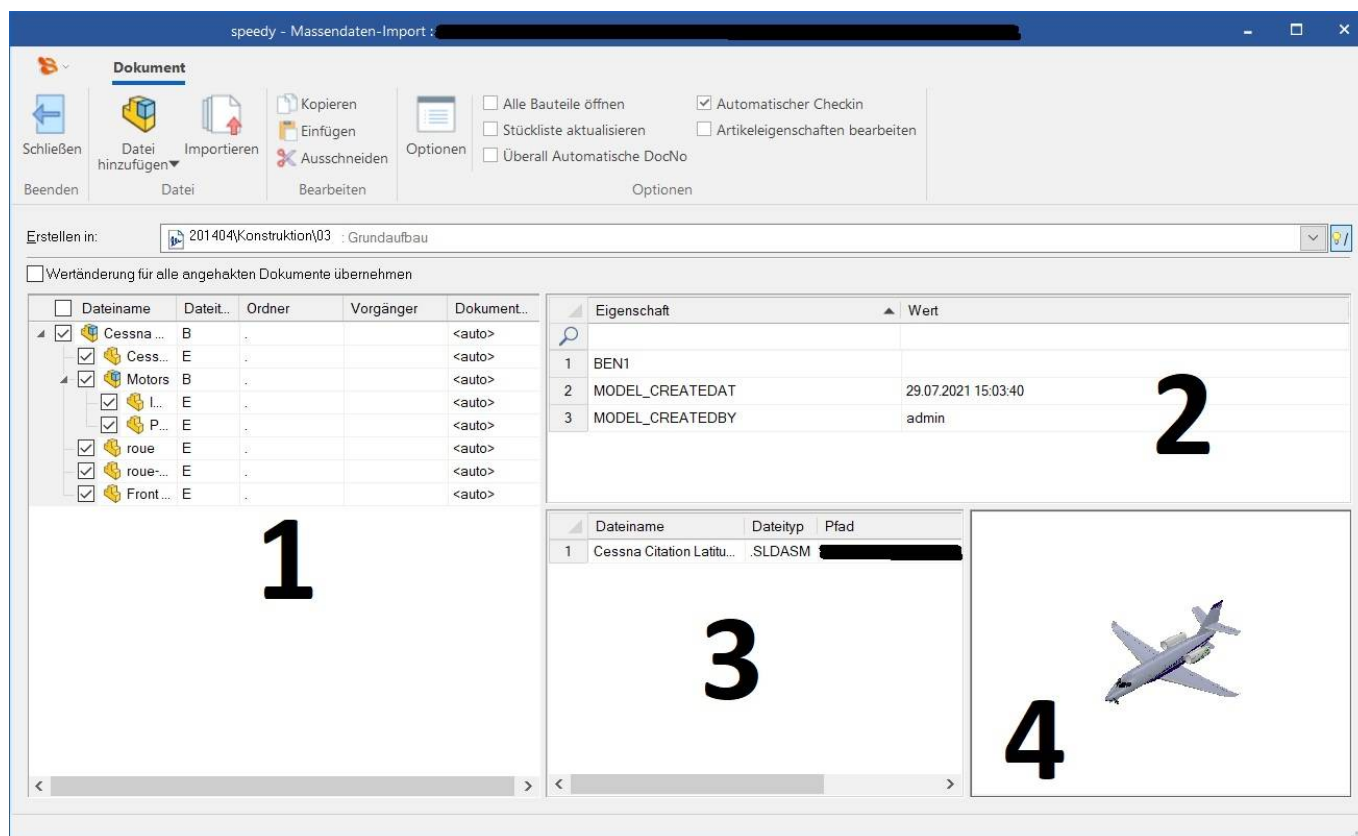 speedy - Massendaten-Import :
Dokument
Schließen
Datei hinzufügen
Importieren
Kopieren
Einfügen
Ausschneiden
Optionen
Alle Bauteile öffnen
Stückliste aktualisieren
Überall Automatische DocNo
Automatischer Checkin
Artikeleigenschaften bearbeiten
Beenden Datei Bearbeiten Optionen
Erstellen in: 201404\Konstruktion\03 : Grundaufbau
Wertänderung für alle angehakten Dokumente übernehmen
Dateiname Dateit... Ordner Vorgänger Dokument...
Cessna ... B . <auto>
Cess... E . <auto>
Motors B . <auto>
I... E . <auto>
P... E . <auto>
roue E . <auto>
roue-... E . <auto>
Front ... E . <auto>
1
Eigenschaft Wert
1 BEN1
2 MODEL_CREATEDAT 29.07.2021 15:03:40
3 MODEL_CREATEDBY admin
2
Dateiname Dateityp Pfad
1 Cessna Citation Latitu... .SLDASM
3
4